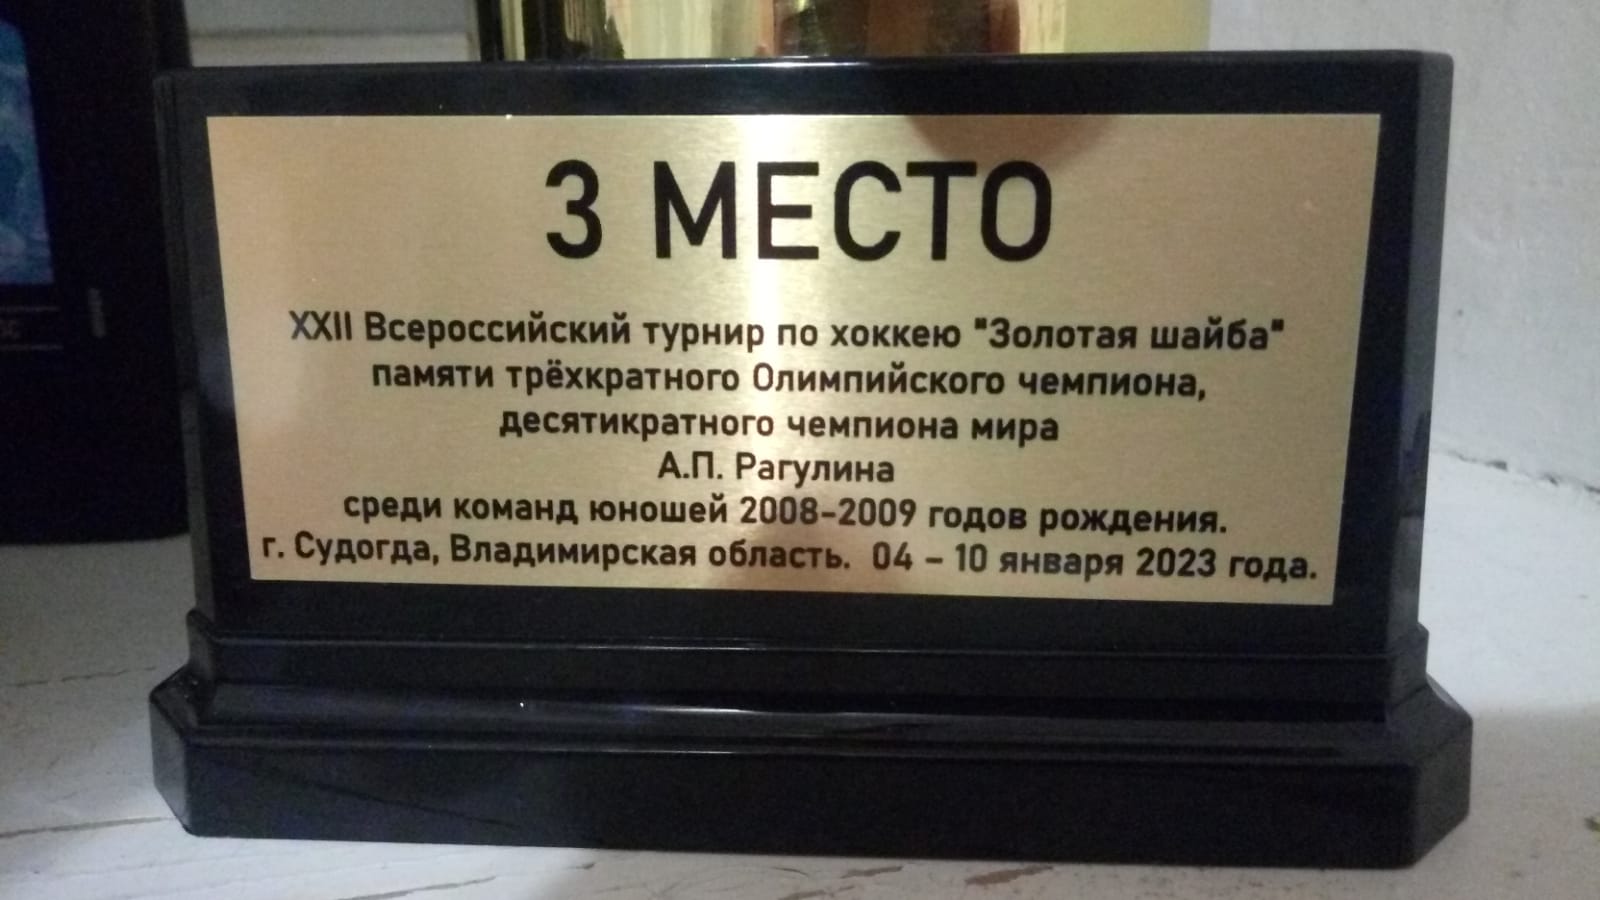 3 МЕСТО
XXII Всероссийский турнир по хоккею "Золотая шайба"
памяти трёхкратного Олимпийского чемпиона,
десятикратного чемпиона мира
А.П. Рагулина
среди команд юношей 2008-2009 годов рождения.
г. Судогда, Владимирская область. 04 – 10 января 2023 года.